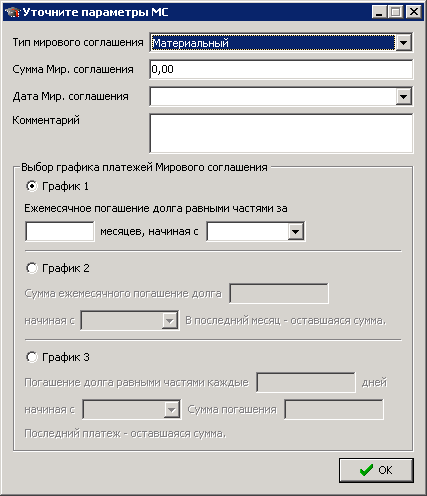 Уточните параметры МС
Тип мирового соглашения Материальный
Сумма Мир. соглашения 0,00
Дата Мир. соглашения
Комментарий
Выбор графика платежей Мирового соглашения
График 1
Ежемесячное погашение долга равными частями за
месяцев, начиная с
График 2
Сумма ежемесячного погашение долга
начиная с В последний месяц - оставшаяся сумма.
График 3
Погашение долга равными частями каждые дней
начиная с Сумма погашения
Последний платеж - оставшаяся сумма.
ОК